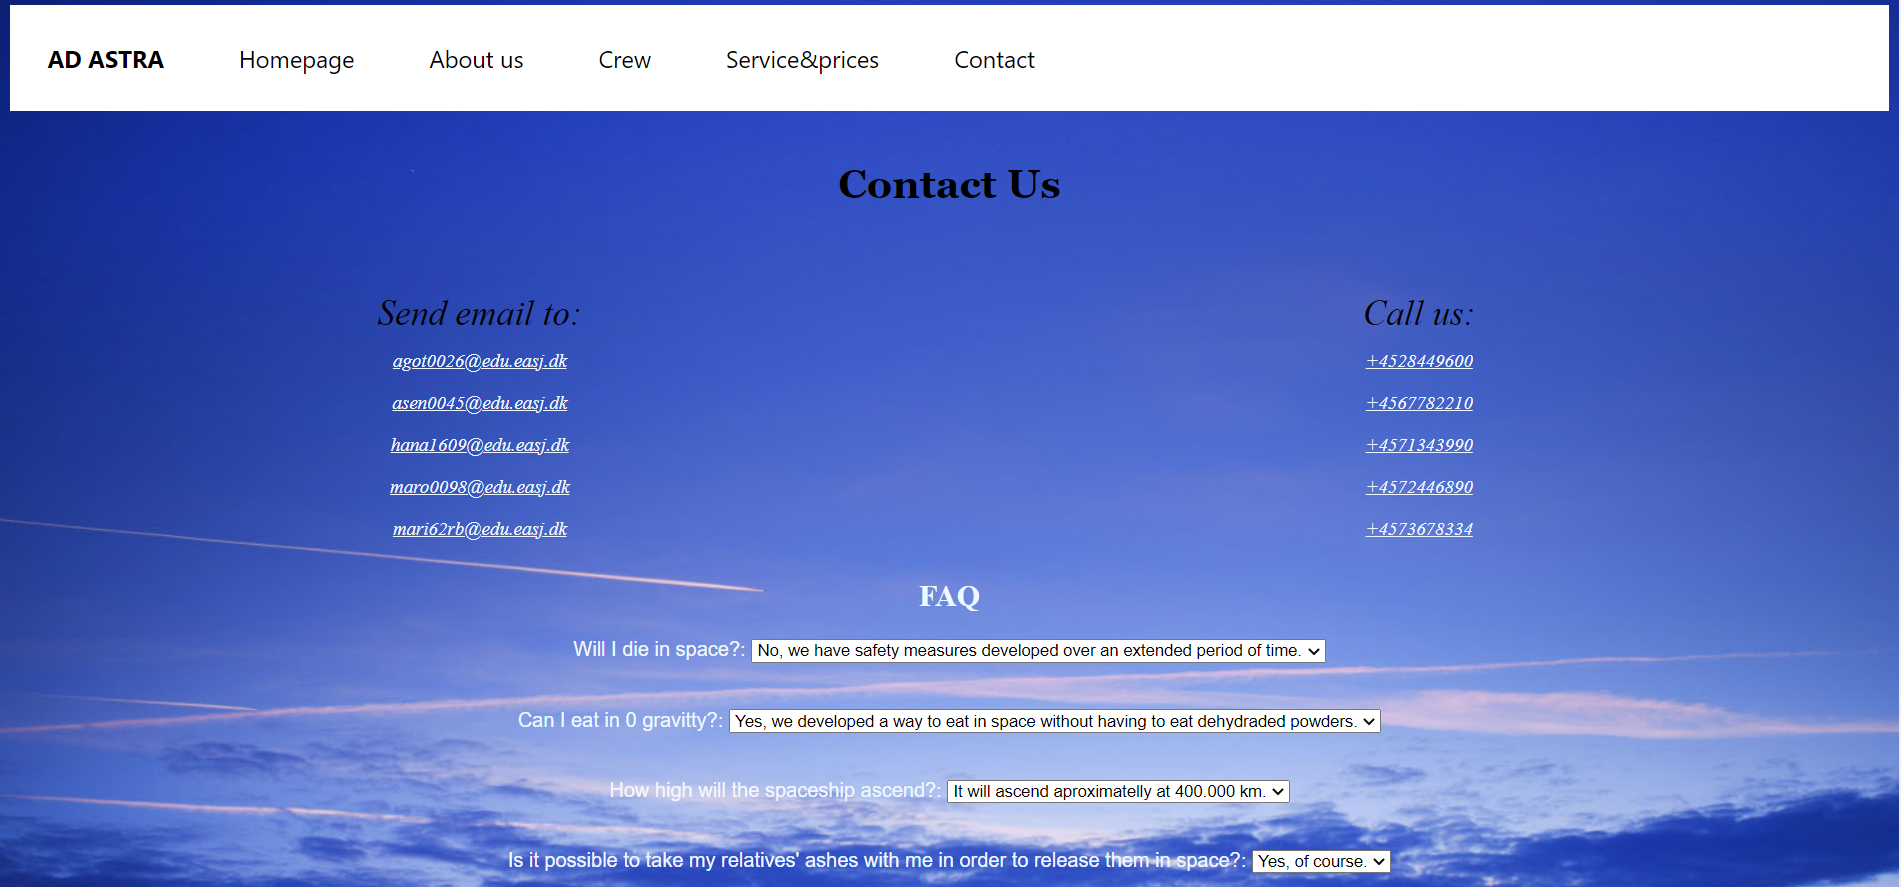 AD ASTRA Homepage About us Crew Service&prices Contact
Contact Us
Send email to:
agot0026@edu.easj.dk
asen0045@edu.easj.dk
hana1609@edu.easj.dk
maro0098@edu.easj.dk
mari62rb@edu.easj.dk
Call us:
+4528449600
+4567782210
+4571343990
+4572446890
+4573678334
FAQ
Will I die in space?: No, we have safety measures developed over an extended period of time.
Can I eat in 0 gravitty?: Yes, we developed a way to eat in space without having to eat dehydraded powders.
How high will the spaceship ascend?: It will ascend aproximatelly at 400.000 km.
Is it possible to take my relatives' ashes with me in order to release them in space?: Yes, of course.